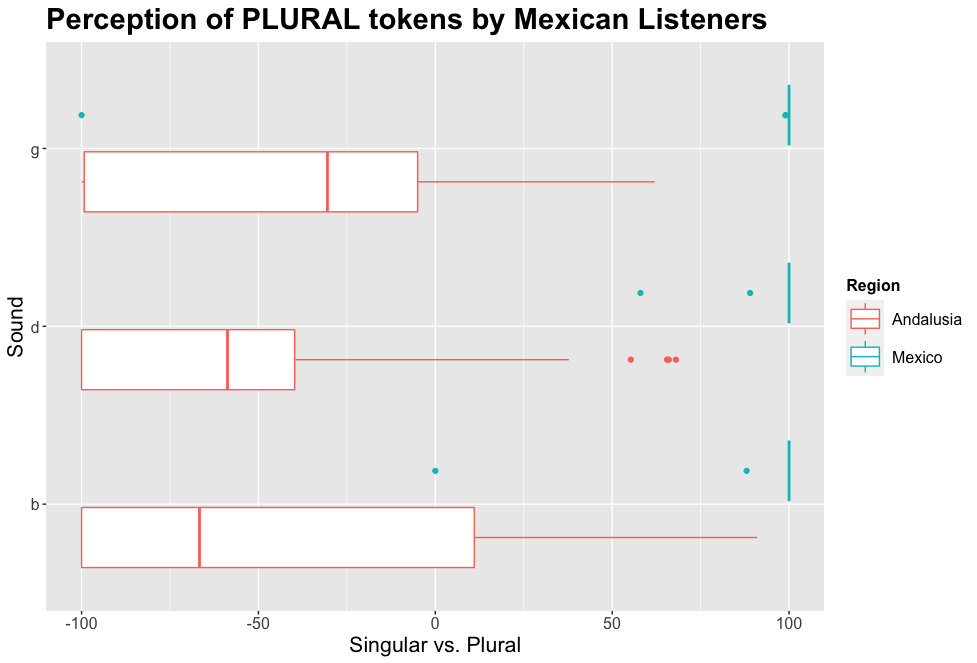 Perception of PLURAL tokens by Mexican Listeners
g
d
b
Sound
-100 -50 0 50 100
Singular vs. Plural
Region
Andalusia
Mexico